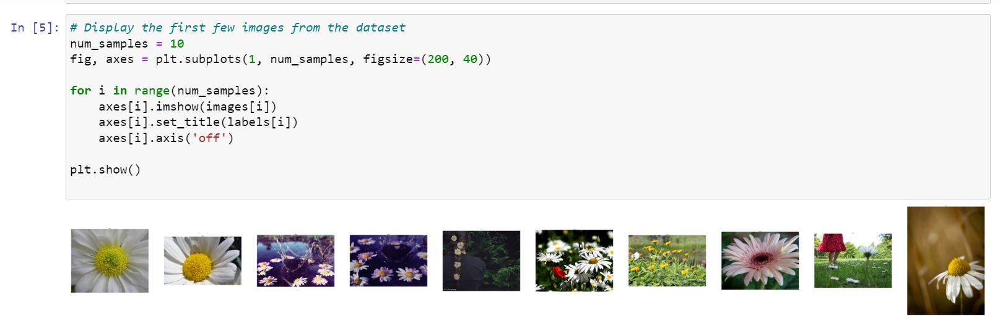 In [5]: # Display the first few images from the dataset
num_samples = 10
fig, axes = plt.subplots(1, num_samples, figsize=(200, 40))
for i in range(num_samples):
    axes[i].imshow(images[i])
    axes[i].set_title(labels[i])
    axes[i].axis('off')
plt.show()